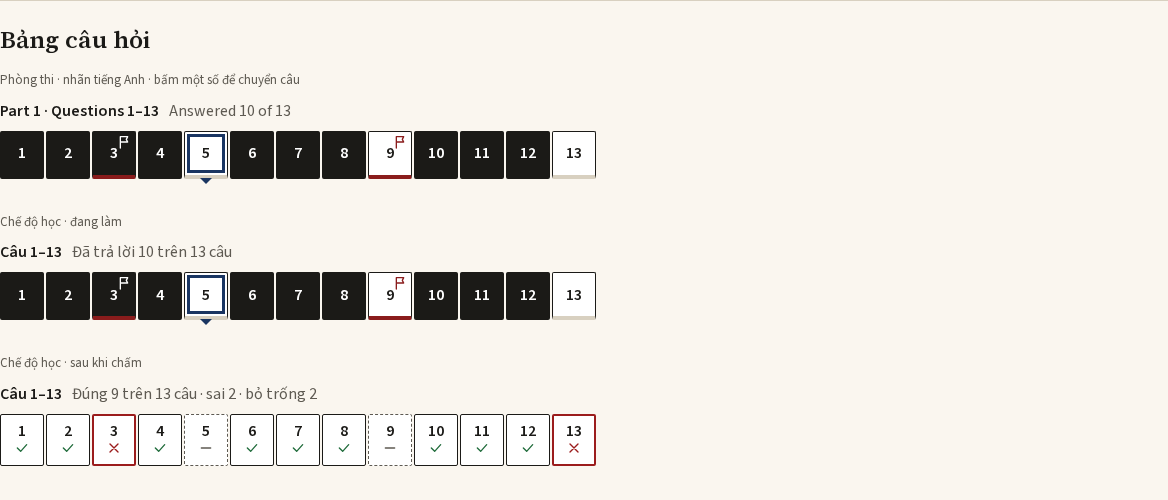 Bảng câu hỏi
Phòng thi · nhãn tiếng Anh · bấm một số để chuyển câu
Part 1 · Questions 1–13 Answered 10 of 13
1 2 3 4 5 6 7 8 9 10 11 12 13
Chế độ học · đang làm
Câu 1–13 Đã trả lời 10 trên 13 câu
1 2 3 4 5 6 7 8 9 10 11 12 13
Chế độ học · sau khi chấm
Câu 1–13 Đúng 9 trên 13 câu · sai 2 · bỏ trống 2
1 2 3 4 5 6 7 8 9 10 11 12 13